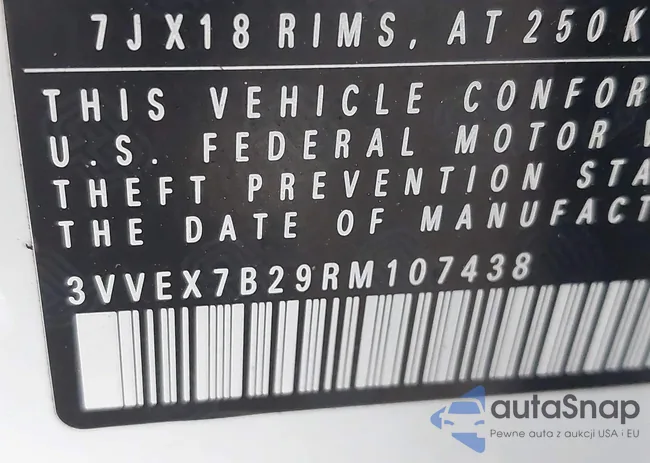 7JX18 RIMS, AT 250K
THIS VEHICLE CONFOR
U.S. FEDERAL MOTOR
THEFT PREVENTION STA
THE DATE OF MANUFACT
3VVEX7B29RM107438
autaSnap
Pewne auta z aukcji USA i EU